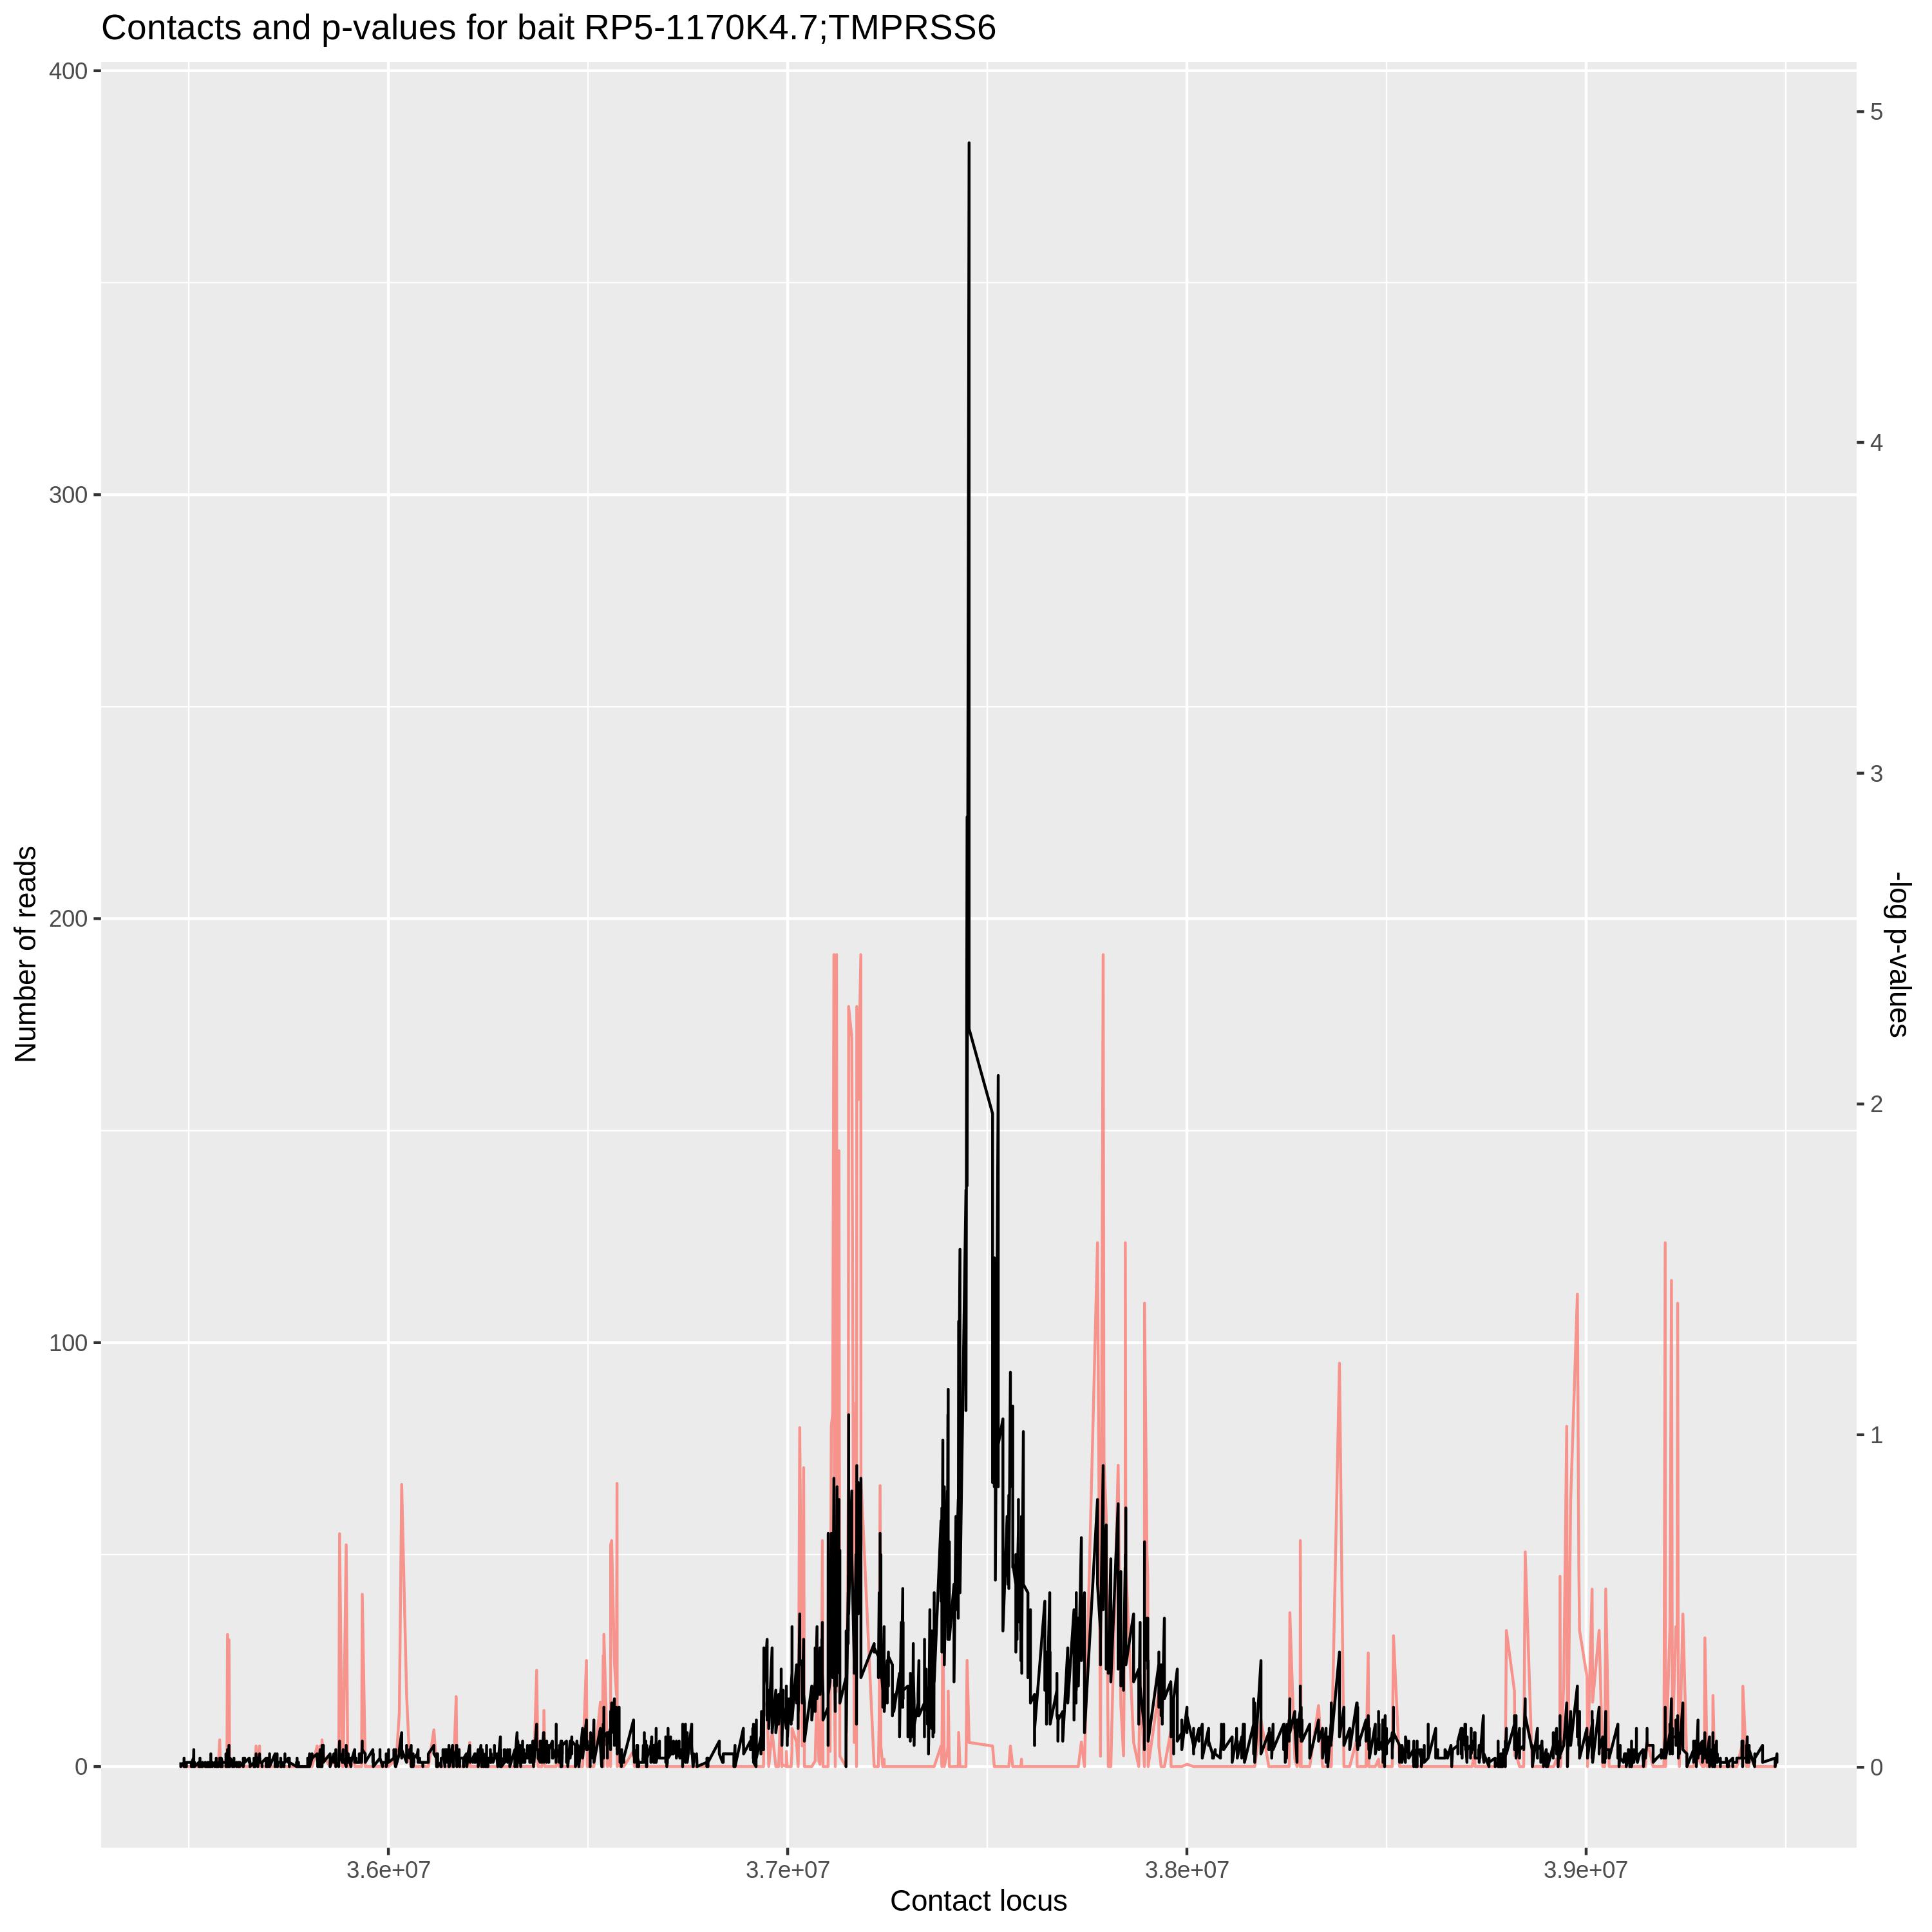 Contacts and p-values for bait RP5-1170K4.7;TMPRSS6
400
300
200
100
0
Number of reads
5
4
3
2
1
0
-log p-values
3.6e+07
3.7e+07
3.8e+07
3.9e+07
Contact locus